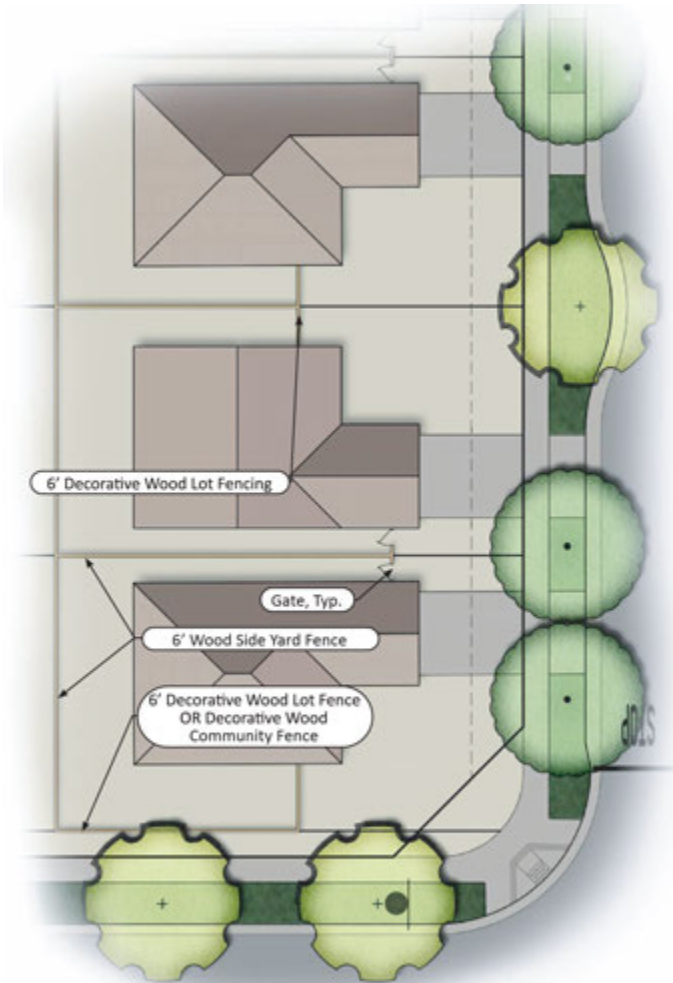 6' Decorative Wood Lot Fencing
Gate, Typ.
6' Wood Side Yard Fence
6' Decorative Wood Lot Fence
OR Decorative Wood
Community Fence
STOP